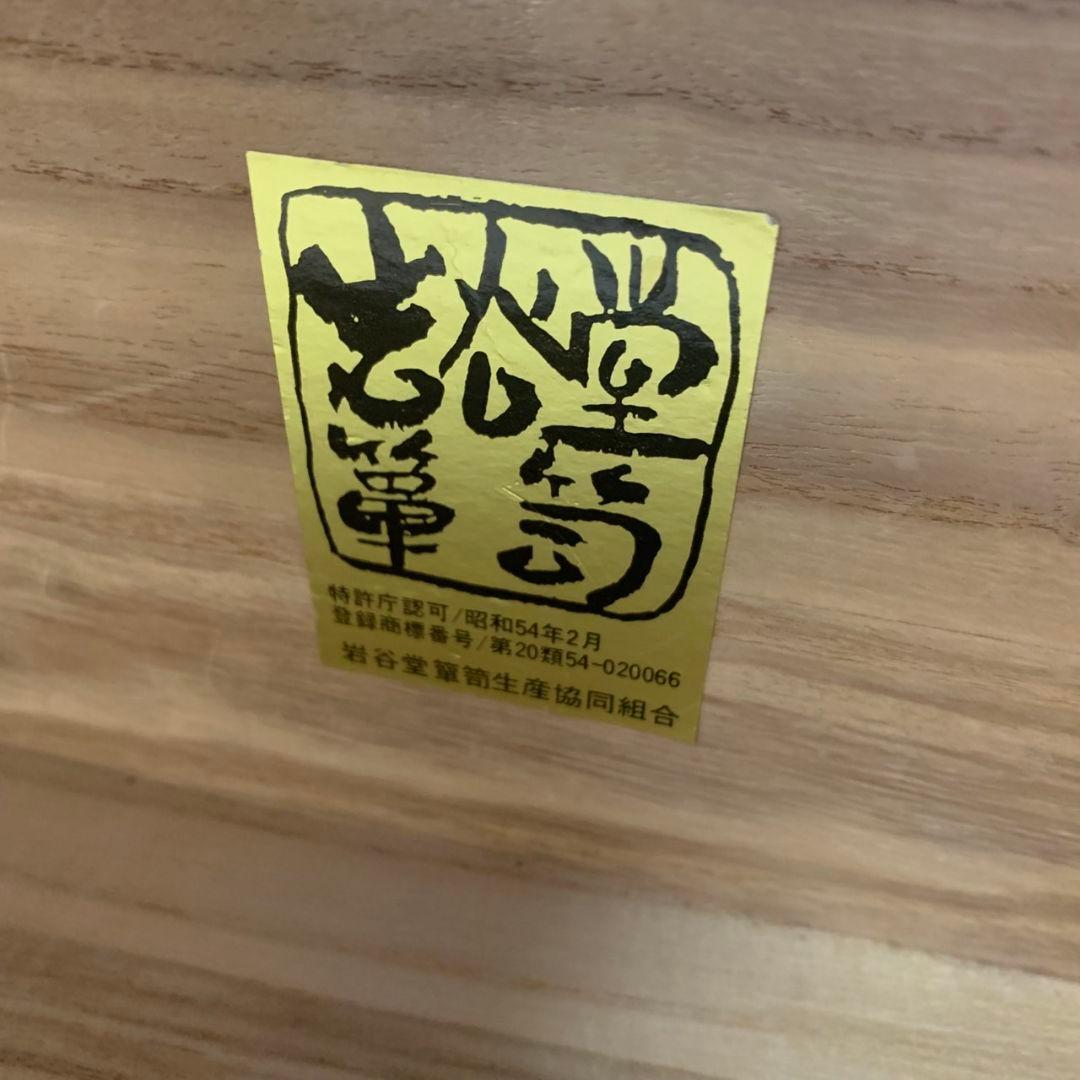 岩谷堂
簞笥
特許庁認可/昭和54年2月
登録商標番号/第20類54-020066
岩谷堂簞笥生産協同組合